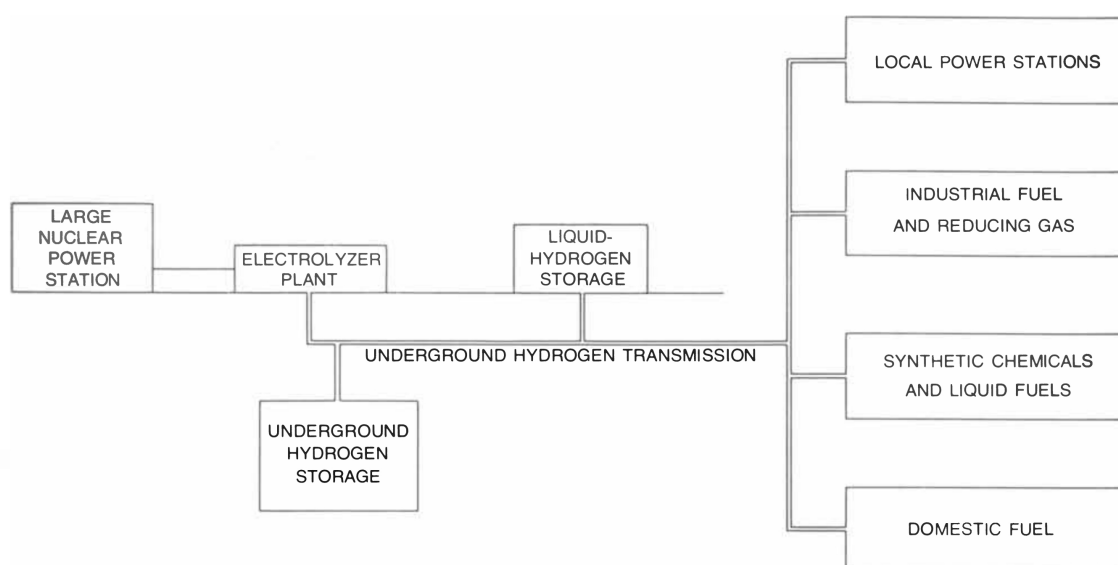 LOCAL POWER STATIONS
INDUSTRIAL FUEL
AND REDUCING GAS
LARGE
NUCLEAR
POWER
STATION
ELECTROLYZER
PLANT
LIQUID-
HYDROGEN
STORAGE
UNDERGROUND HYDROGEN TRANSMISSION
SYNTHETIC CHEMICALS
AND LIQUID FUELS
UNDERGROUND
HYDROGEN
STORAGE
DOMESTIC FUEL